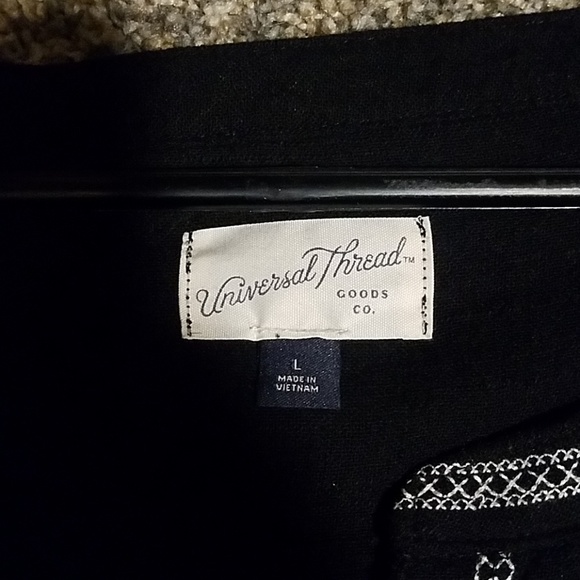 Universal Thread™
GOODS
CO.
L
MADE IN
VIETNAM